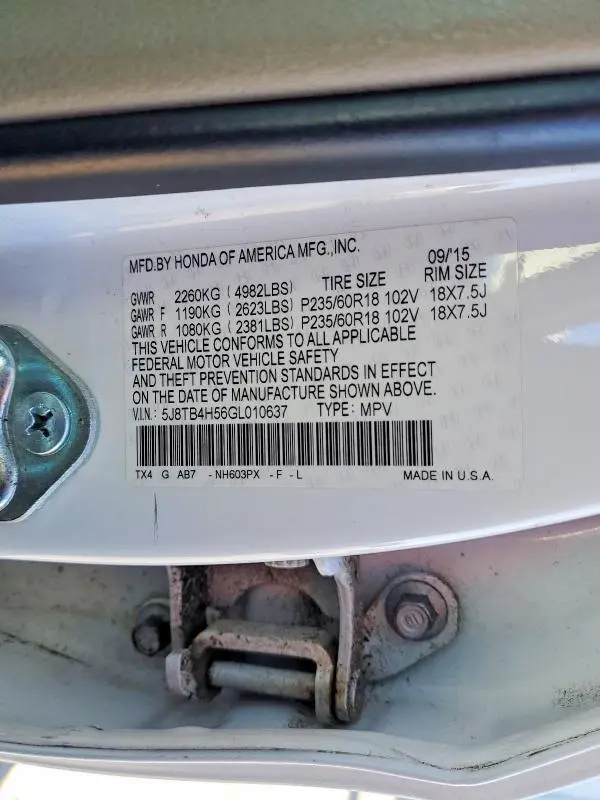 MFD.BY HONDA OF AMERICA MFG.,INC. 09/'15
GVWR 2260KG ( 4982LBS) TIRE SIZE RIM SIZE
GAWR F 1190KG ( 2623LBS) P235/60R18 102V 18X7.5J
GAWR R 1080KG ( 2381LBS) P235/60R18 102V 18X7.5J
THIS VEHICLE CONFORMS TO ALL APPLICABLE
FEDERAL MOTOR VEHICLE SAFETY
AND THEFT PREVENTION STANDARDS IN EFFECT
ON THE DATE OF MANUFACTURE SHOWN ABOVE.
V.I.N.: 5J8TB4H56GL010637 TYPE: MPV
TX4 G AB7 -NH603PX -F -L MADE IN U.S.A.